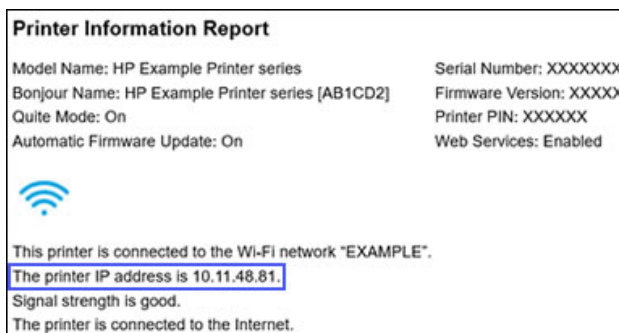 Printer Information Report
Model Name: HP Example Printer series
Serial Number: XXXXXXX
Bonjour Name: HP Example Printer series [AB1CD2]
Firmware Version: XXXXX
Quite Mode: On
Printer PIN: XXXXXX
Automatic Firmware Update: On
Web Services: Enabled
This printer is connected to the Wi-Fi network “EXAMPLE”.
The printer IP address is 10.11.48.81.
Signal strength is good.
The printer is connected to the Internet.